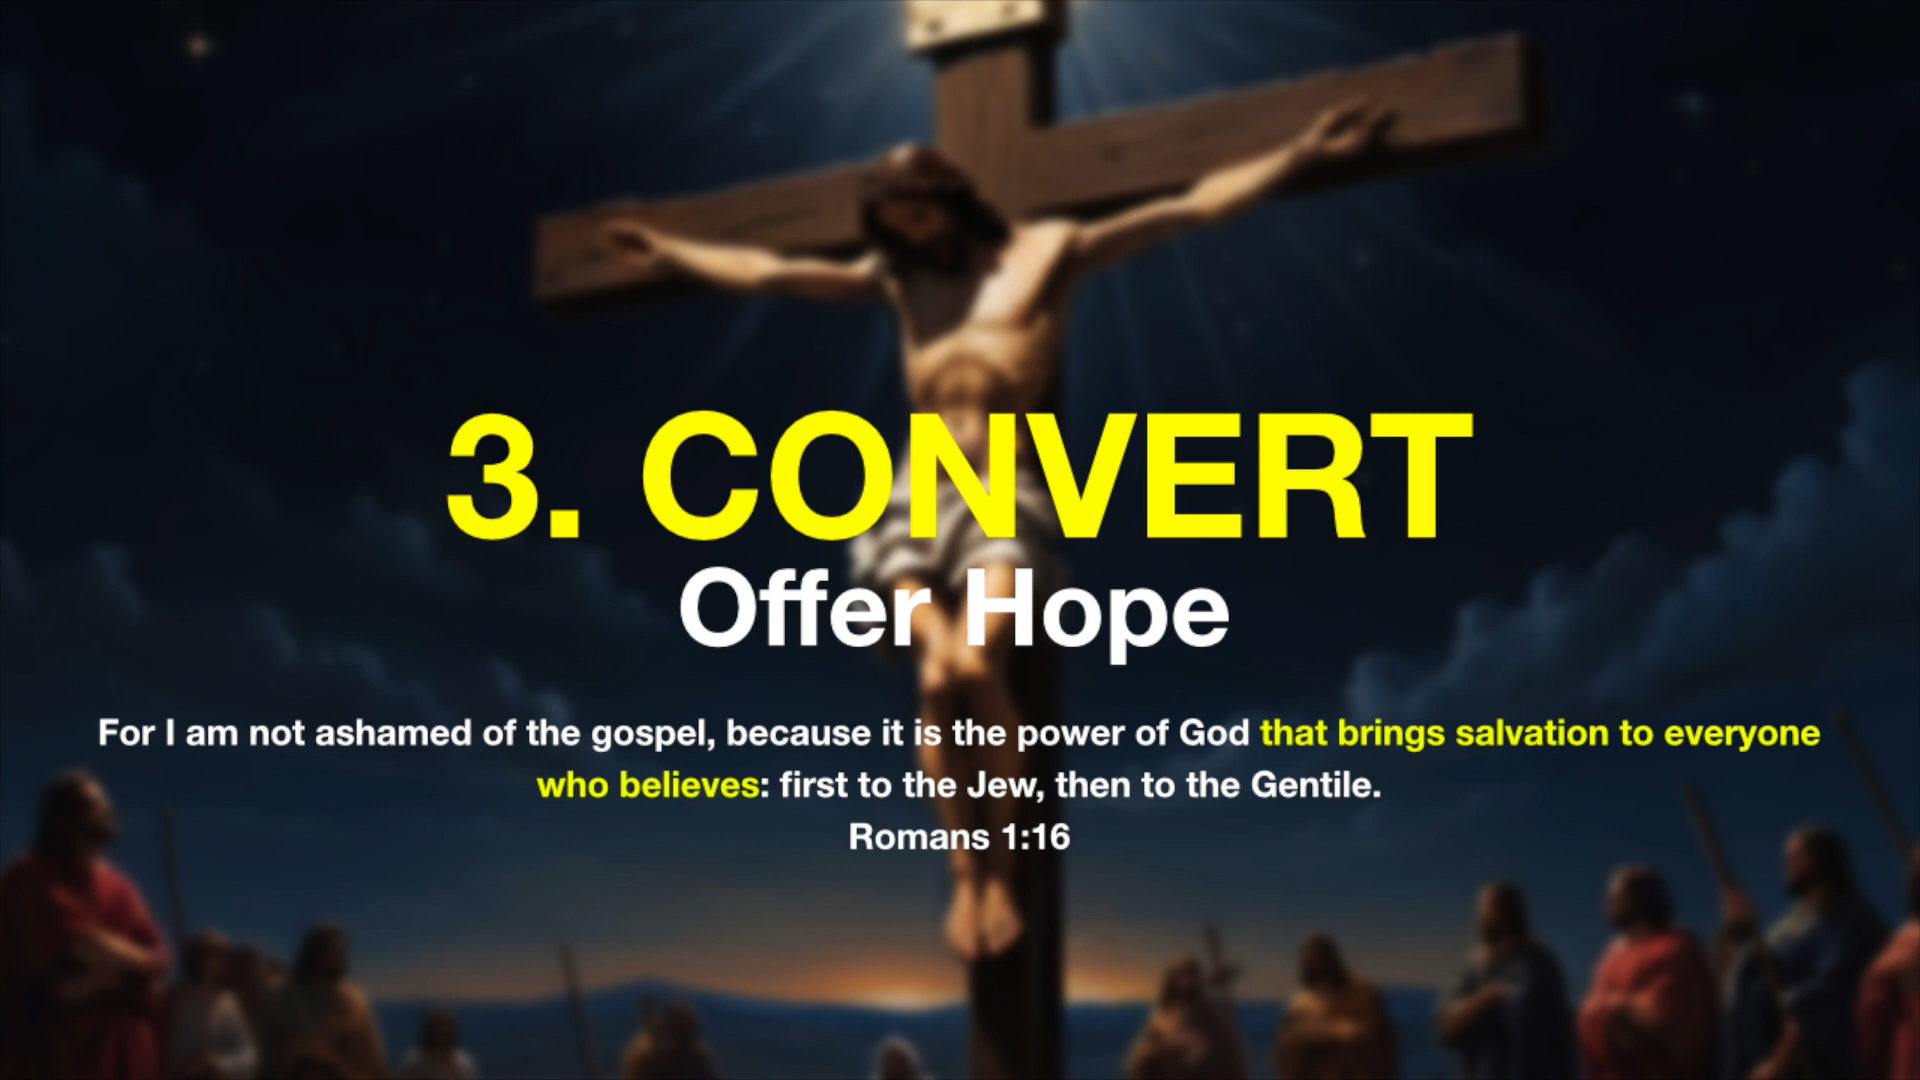 3. CONVERT
Offer Hope
For I am not ashamed of the gospel, because it is the power of God that brings salvation to everyone
who believes: first to the Jew, then to the Gentile.
Romans 1:16